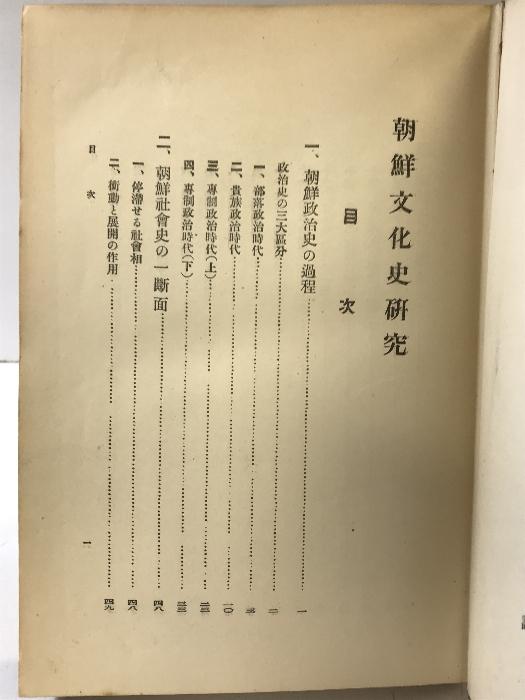 朝鮮文化史研究
目次
一、朝鮮政治史の過程……一
政治史の三大區分……二
一、部落政治時代……
二、貴族政治時代……一〇
三、專制政治時代(上)……
四、專制政治時代(下)……
二、朝鮮社會史の一斷面……四八
一、停滯せる社會相……四八
二、衝動と展開の作用……四九
目次
一